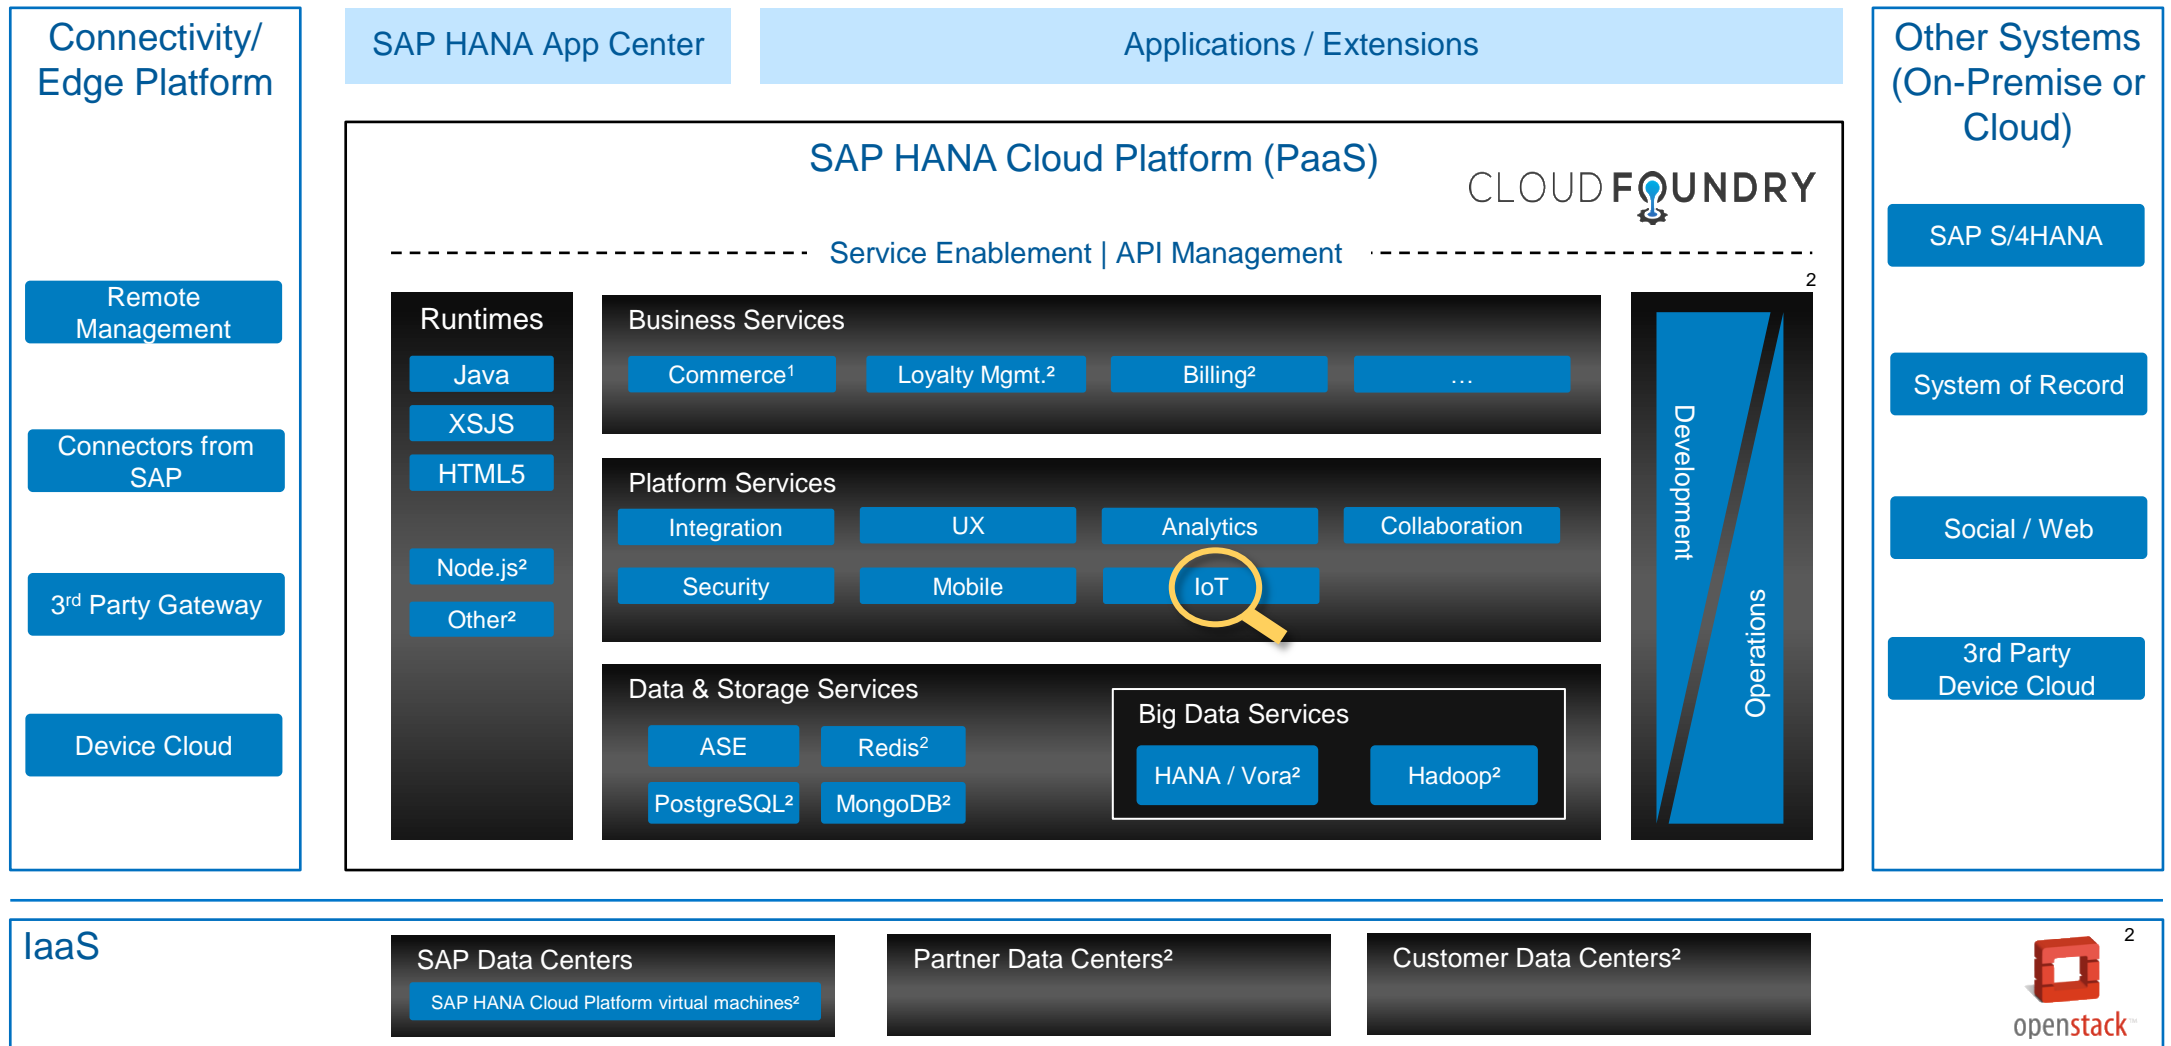 Connectivity/
Edge Platform
Remote
Management
Connectors from
SAP
3rd Party Gateway
Device Cloud
SAP HANA App Center
Applications / Extensions
SAP HANA Cloud Platform (PaaS)
CLOUD FOUNDRY
Service Enablement | API Management
2
Runtimes
Java
XSJS
HTML5
Node.js²
Other²
Business Services
Commerce¹
Loyalty Mgmt.²
Billing²
…
Platform Services
Integration
UX
Analytics
Collaboration
Security
Mobile
IoT
Data & Storage Services
ASE
Redis²
PostgreSQL²
MongoDB²
Big Data Services
HANA / Vora²
Hadoop²
Development
Operations
Other Systems
(On-Premise or
Cloud)
SAP S/4HANA
System of Record
Social / Web
3rd Party
Device Cloud
IaaS
SAP Data Centers
SAP HANA Cloud Platform virtual machines²
Partner Data Centers²
Customer Data Centers²
2
openstack™